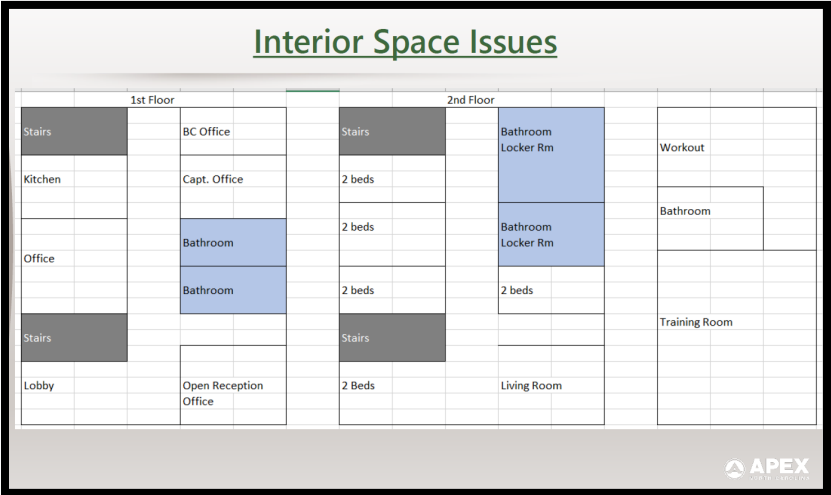 Interior Space Issues
1st Floor
2nd Floor
Stairs
BC Office
Kitchen
Capt. Office
Bathroom
Office
Bathroom
Stairs
Lobby
Open Reception
Office
Stairs
Bathroom
Locker Rm
2 beds
2 beds
Bathroom
Locker Rm
2 beds
2 beds
Stairs
2 Beds
Living Room
Workout
Bathroom
Training Room
APEX